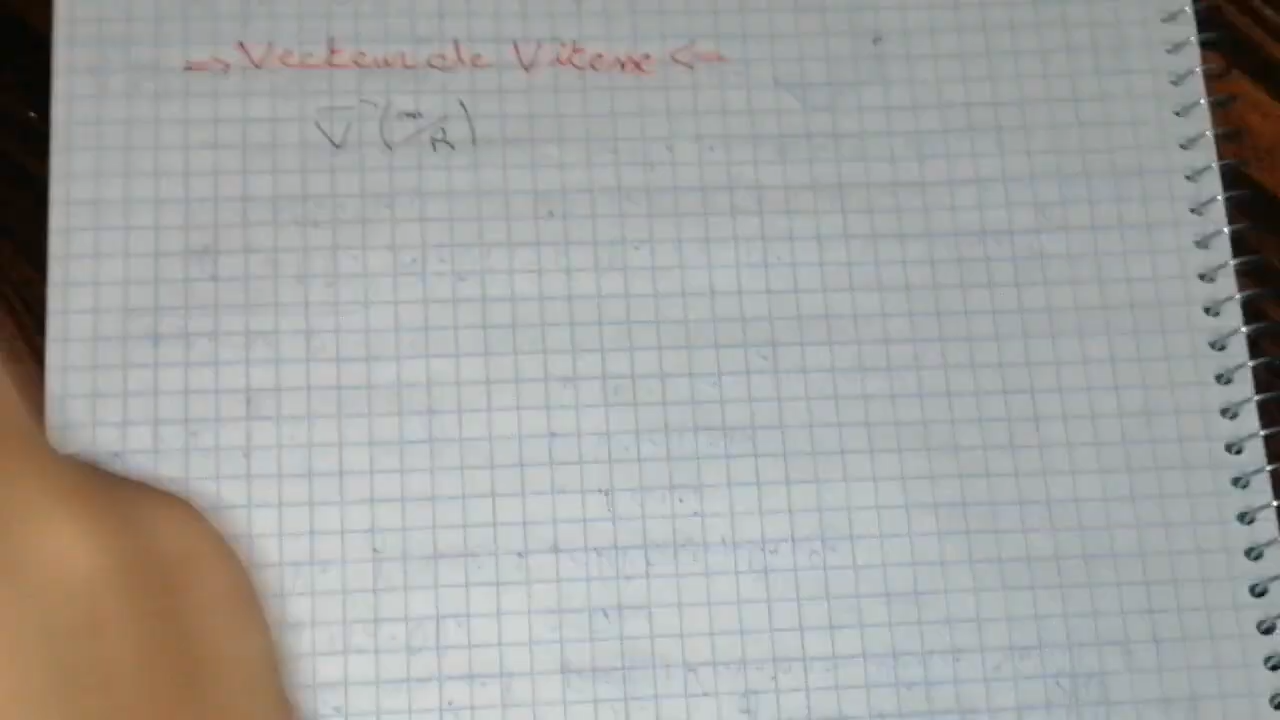 → Vecteur de Vitesse ←
V⃗ (m/R)